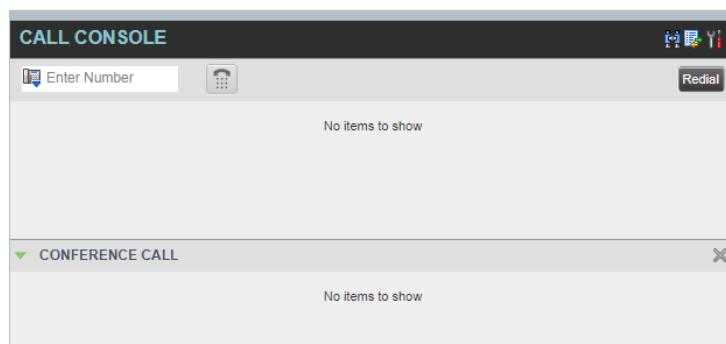 CALL CONSOLE
Enter Number
Redial
No items to show
CONFERENCE CALL
No items to show